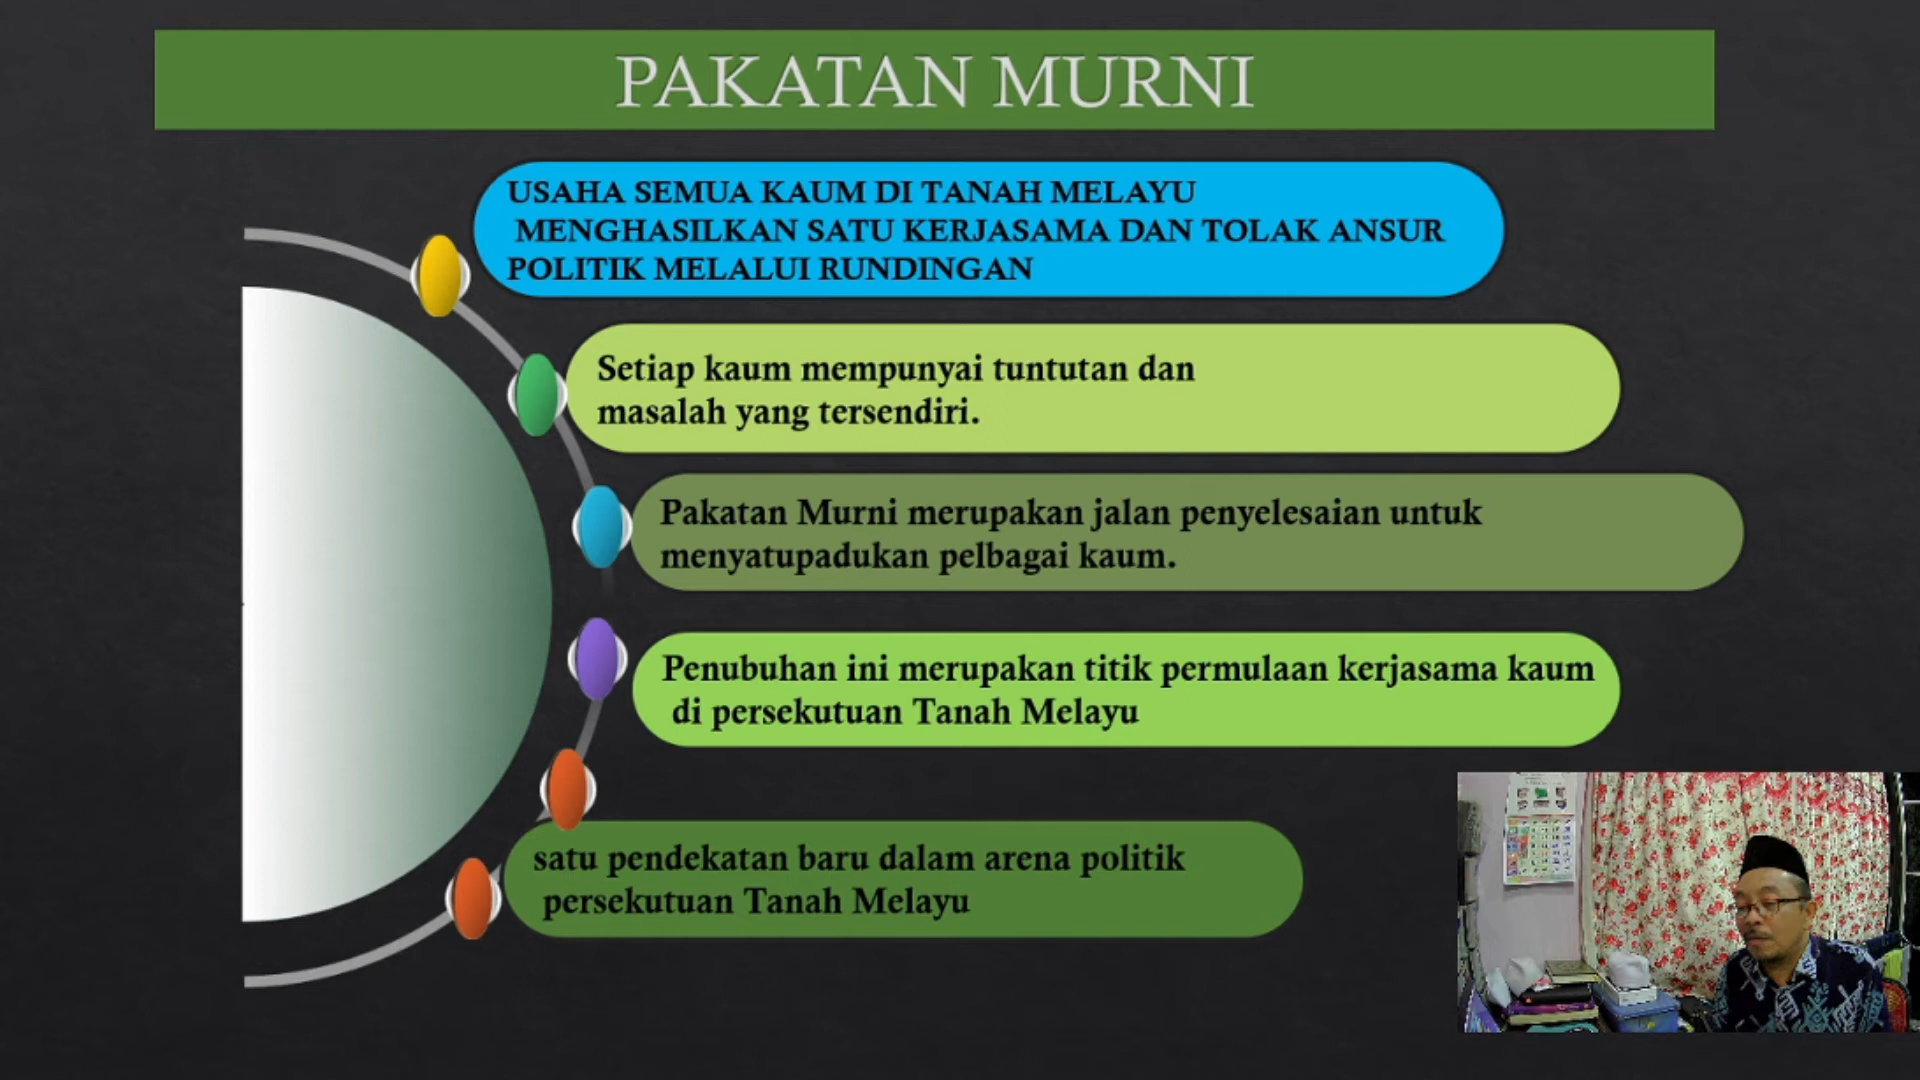 PAKATAN MURNI
USAHA SEMUA KAUM DI TANAH MELAYU
MENGHASILKAN SATU KERJASAMA DAN TOLAK ANSUR
POLITIK MELALUI RUNDINGAN
Setiap kaum mempunyai tuntutan dan
masalah yang tersendiri.
Pakatan Murni merupakan jalan penyelesaian untuk
menyatupadukan pelbagai kaum.
Penubuhan ini merupakan titik permulaan kerjasama kaum
di persekutuan Tanah Melayu
satu pendekatan baru dalam arena politik
persekutuan Tanah Melayu